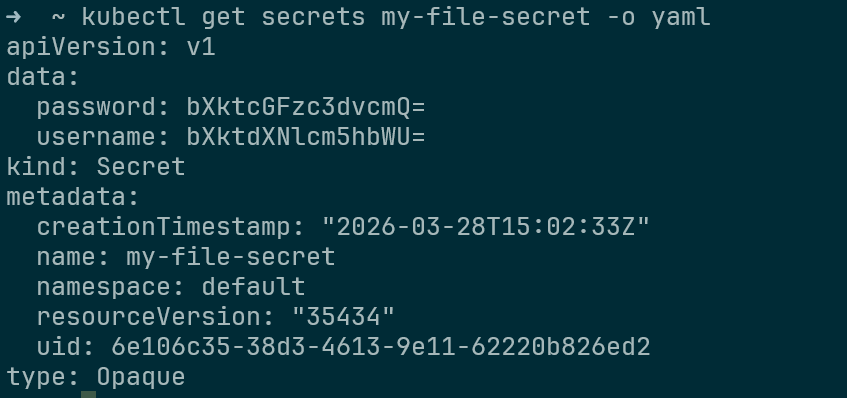 ➜  ~ kubectl get secrets my-file-secret -o yaml
apiVersion: v1
data:
  password: bXktcGFzc3dvcmQ=
  username: bXktdXNlcm5hbWU=
kind: Secret
metadata:
  creationTimestamp: "2026-03-28T15:02:33Z"
  name: my-file-secret
  namespace: default
  resourceVersion: "35434"
  uid: 6e106c35-38d3-4613-9e11-62220b826ed2
type: Opaque